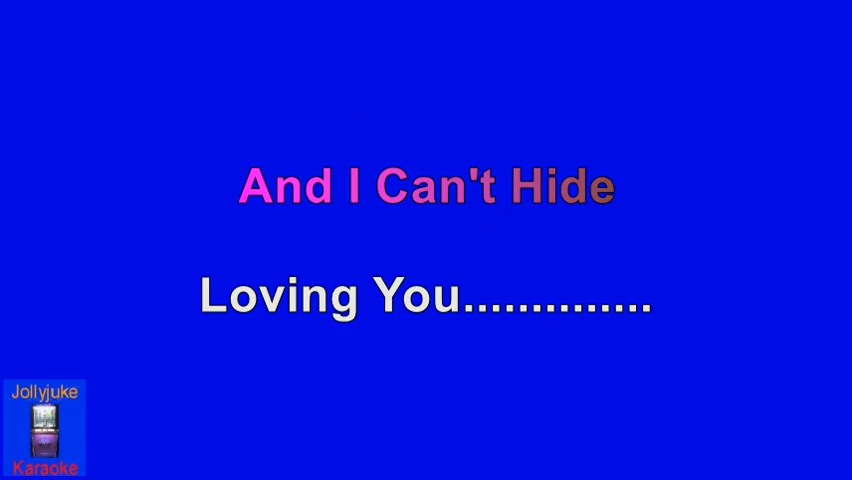 And I Can't Hide
Loving You..............
Jollyjuke
Karaoke